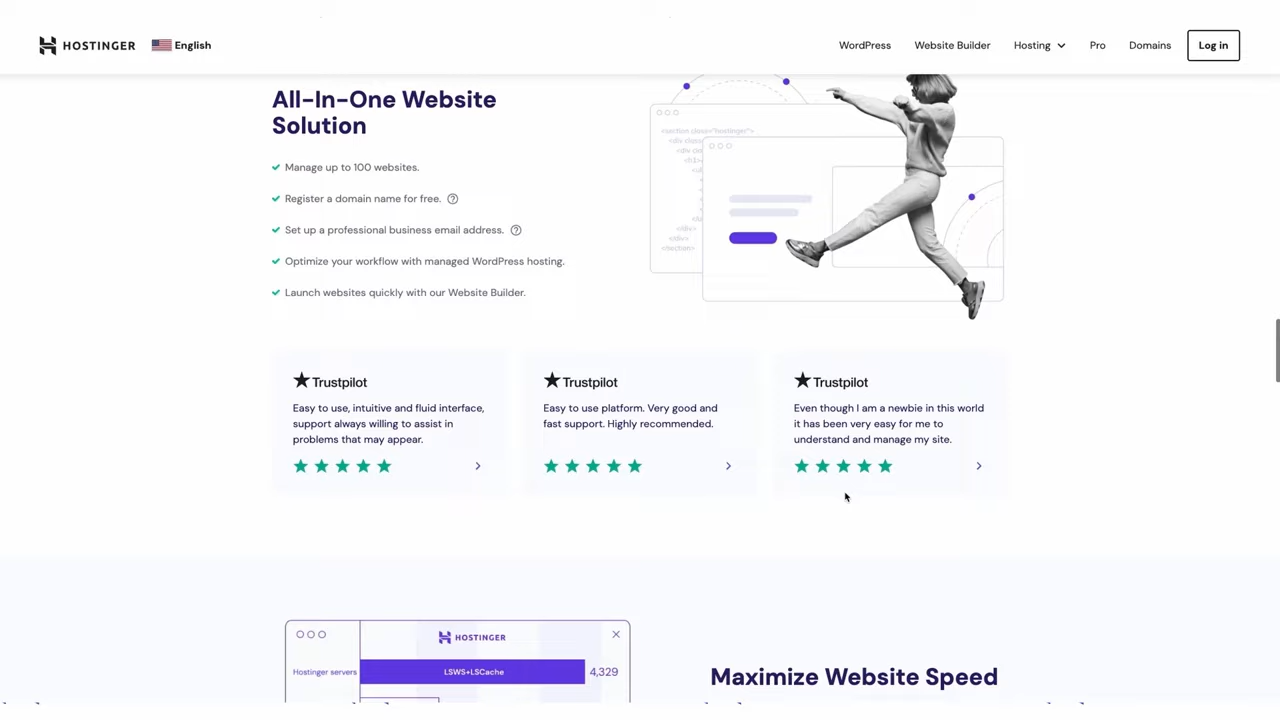 HOSTINGER
English
WordPress
Website Builder
Hosting
Pro
Domains
Log in
All-In-One Website
Solution
Manage up to 100 websites.
Register a domain name for free.
Set up a professional business email address.
Optimize your workflow with managed WordPress hosting.
Launch websites quickly with our Website Builder.
<section class="hostinger">
Trustpilot
Easy to use, intuitive and fluid interface,
support always willing to assist in
problems that may appear.
Trustpilot
Easy to use platform. Very good and
fast support. Highly recommended.
Trustpilot
Even though I am a newbie in this world
it has been very easy for me to
understand and manage my site.
HOSTINGER
Hostinger servers
LSWS+LSCache
4,329
Maximize Website Speed